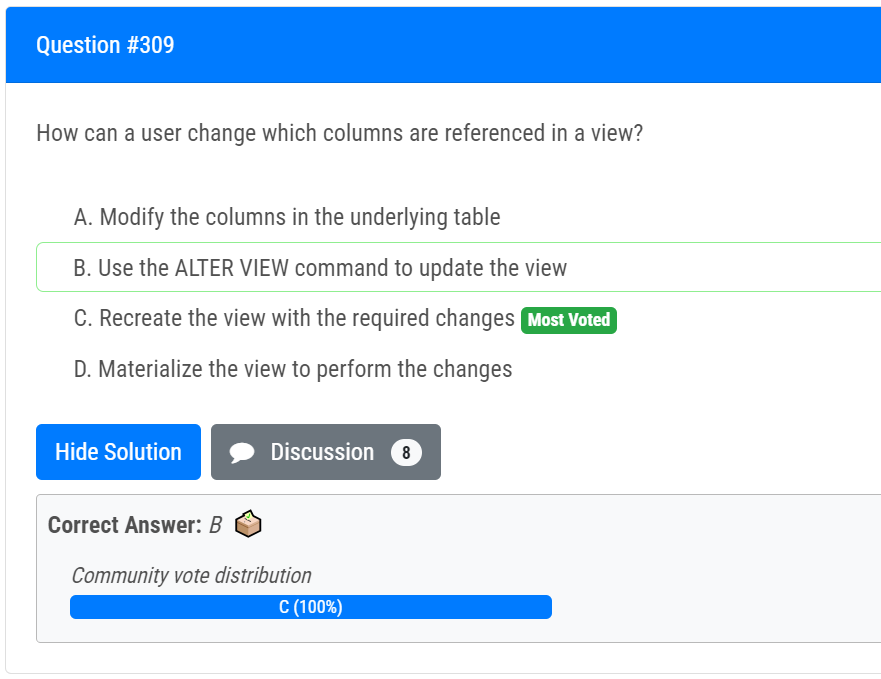 Question #309
How can a user change which columns are referenced in a view?
A. Modify the columns in the underlying table
B. Use the ALTER VIEW command to update the view
C. Recreate the view with the required changes Most Voted
D. Materialize the view to perform the changes
Hide Solution Discussion 8
Correct Answer: B
Community vote distribution
C (100%)